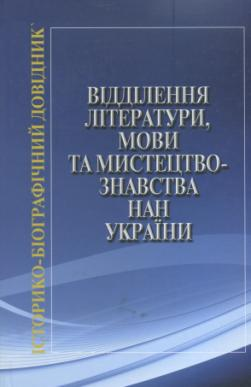 ІСТОРИКО-БІОГРАФІЧНИЙ ДОВІДНИК
ВІДДІЛЕННЯ
ЛІТЕРАТУРИ,
МОВИ
ТА МИСТЕЦТВО-
ЗНАВСТВА
НАН
УКРАЇНИ